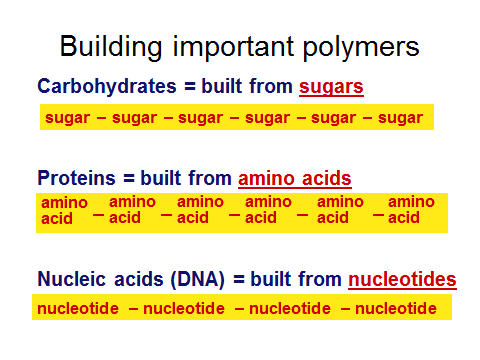 Building important polymers
Carbohydrates = built from sugars
sugar – sugar – sugar – sugar – sugar – sugar
Proteins = built from amino acids
amino acid – amino acid – amino acid – amino acid – amino acid – amino acid
Nucleic acids (DNA) = built from nucleotides
nucleotide – nucleotide – nucleotide – nucleotide